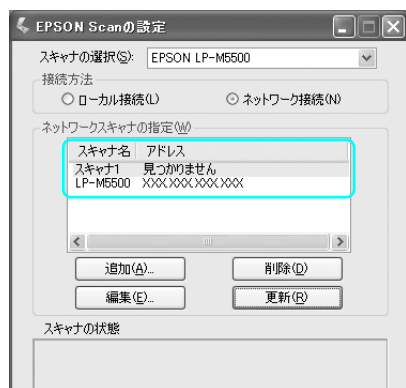 EPSON Scanの設定
スキャナの選択(S): EPSON LP-M5500
接続方法
ローカル接続(L) ネットワーク接続(N)
ネットワークスキャナの指定(W)
スキャナ名 アドレス
スキャナ1 見つかりません
LP-M5500 XXX.XXX.XXX.XXX
追加(A)... 削除(D)
編集(E)... 更新(R)
スキャナの状態